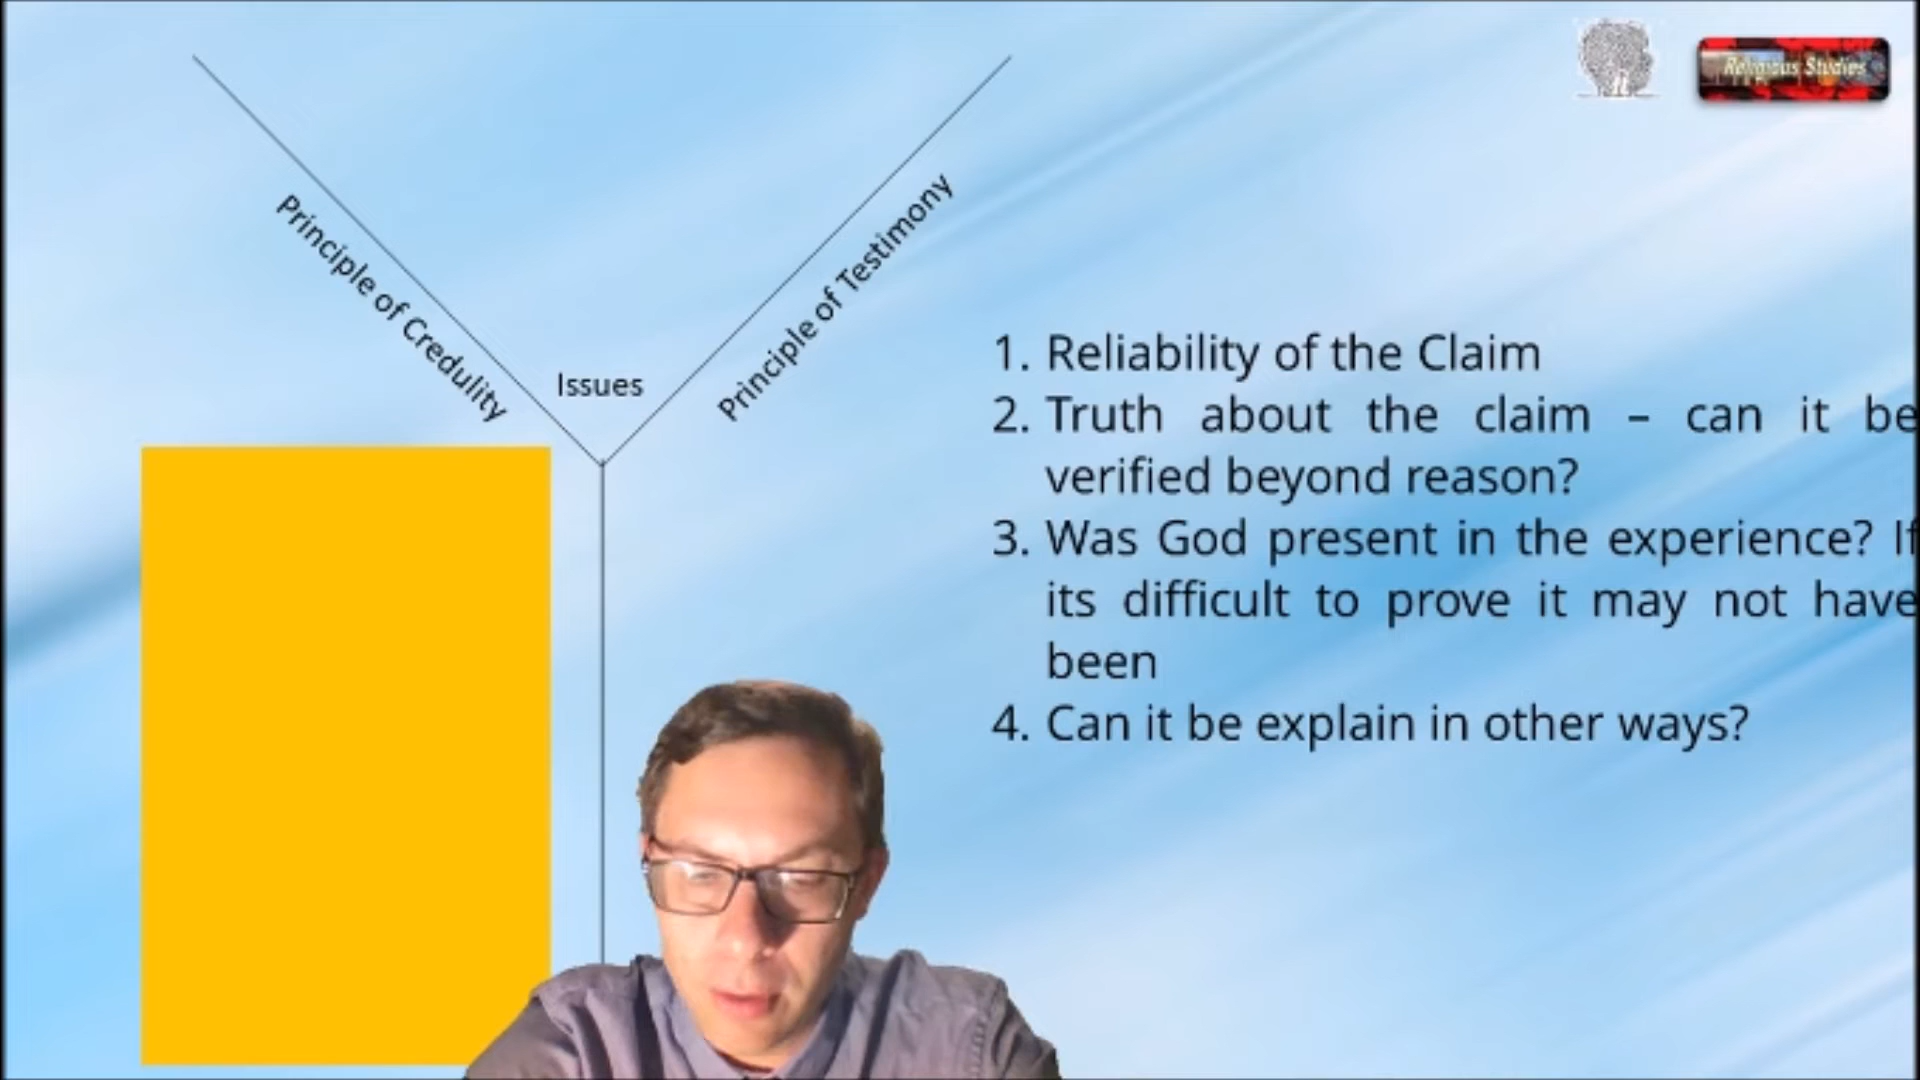 Religious Studies
Principle of Credulity
Issues
Principle of Testimony
1. Reliability of the Claim
2. Truth about the claim – can it be
verified beyond reason?
3. Was God present in the experience? If
its difficult to prove it may not have
been
4. Can it be explain in other ways?